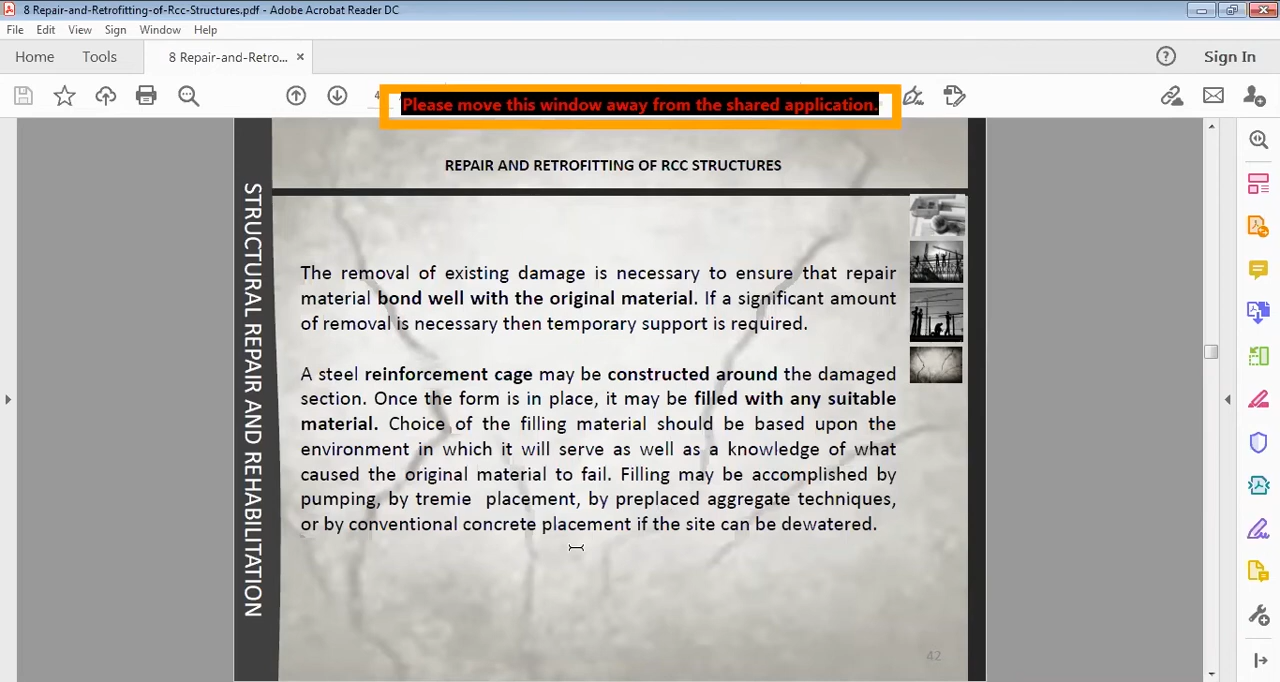 8 Repair-and-Retrofitting-of-Rcc-Structures.pdf - Adobe Acrobat Reader DC
File Edit View Sign Window Help
Home Tools 8 Repair-and-Retro... × Sign In
Please move this window away from the shared application.
REPAIR AND RETROFITTING OF RCC STRUCTURES
STRUCTURAL REPAIR AND REHABILITATION
The removal of existing damage is necessary to ensure that repair
material bond well with the original material. If a significant amount
of removal is necessary then temporary support is required.
A steel reinforcement cage may be constructed around the damaged
section. Once the form is in place, it may be filled with any suitable
material. Choice of the filling material should be based upon the
environment in which it will serve as well as a knowledge of what
caused the original material to fail. Filling may be accomplished by
pumping, by tremie placement, by preplaced aggregate techniques,
or by conventional concrete placement if the site can be dewatered.
42